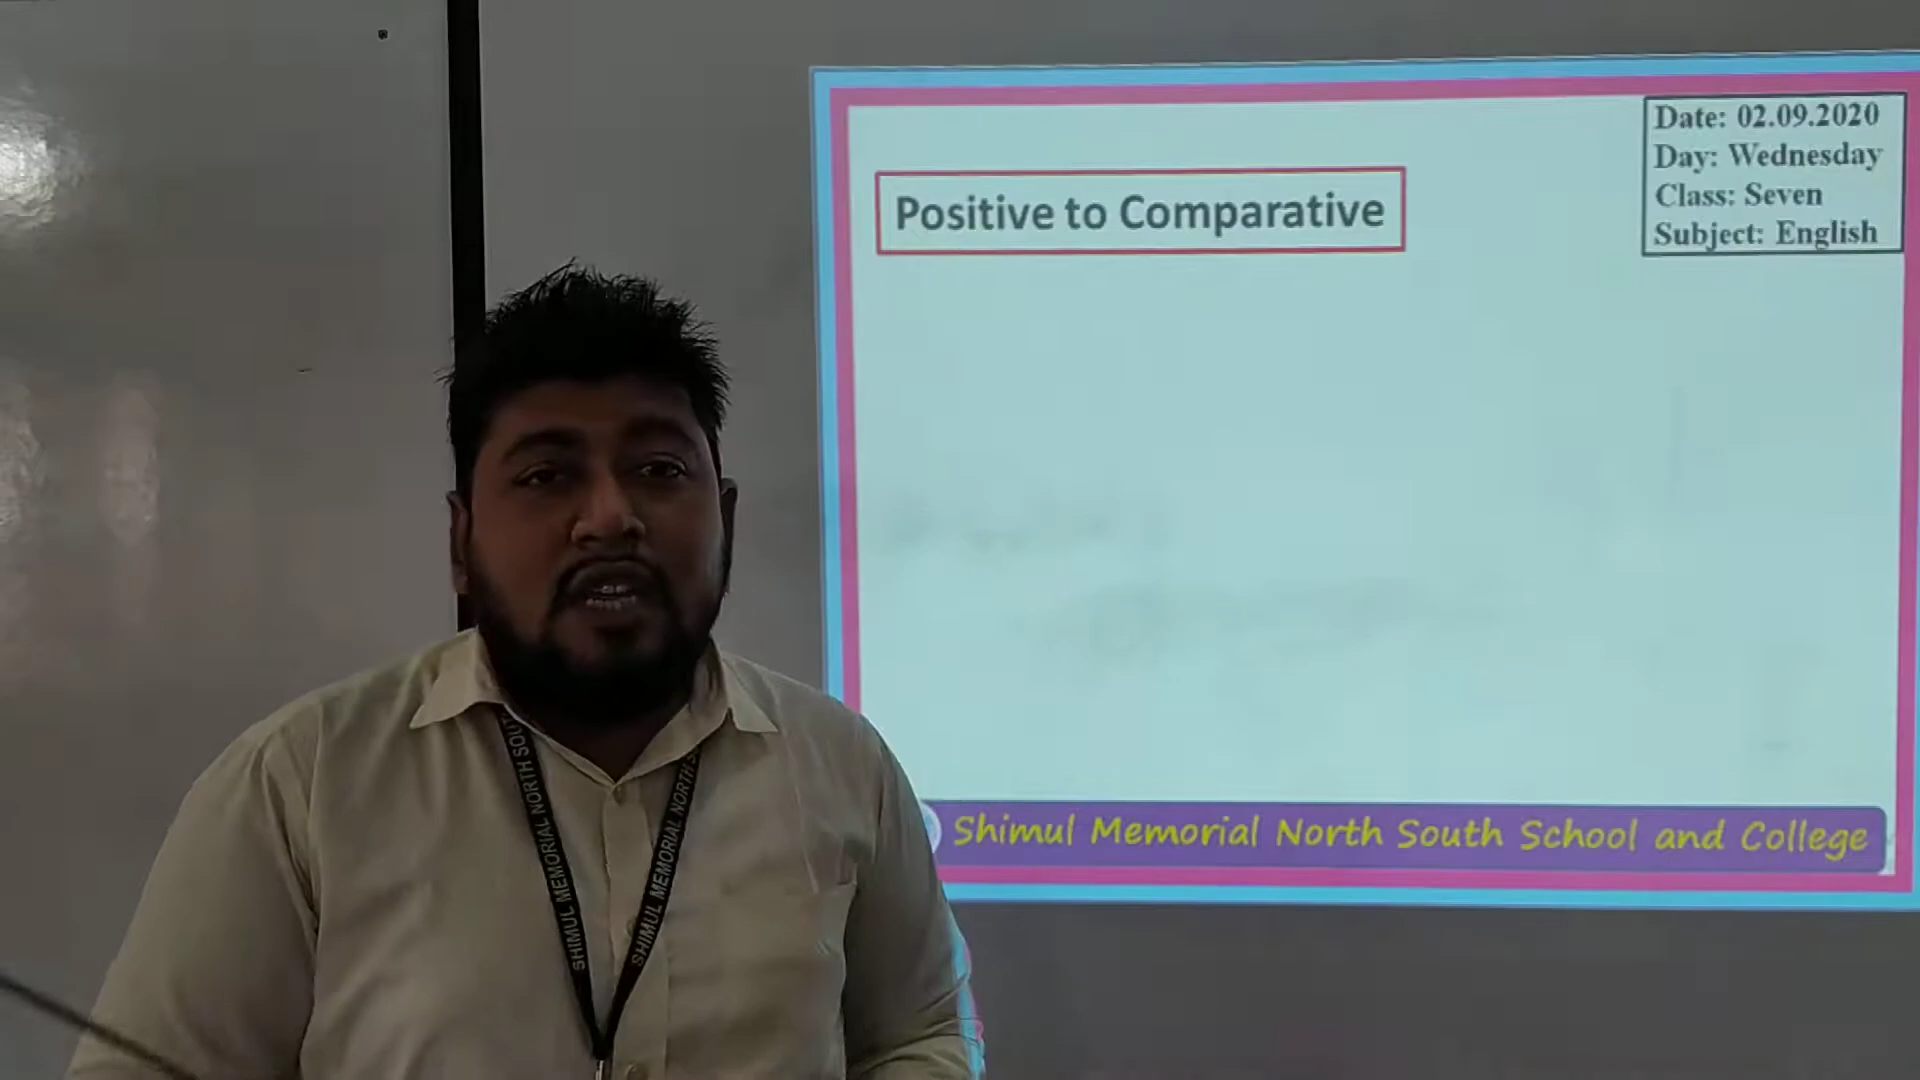 Date: 02.09.2020
Day: Wednesday
Class: Seven
Subject: English
Positive to Comparative
Shimul Memorial North South School and College
SHIMUL MEMORIAL NORTH SOUT
SHIMUL MEMORIAL NORTH S